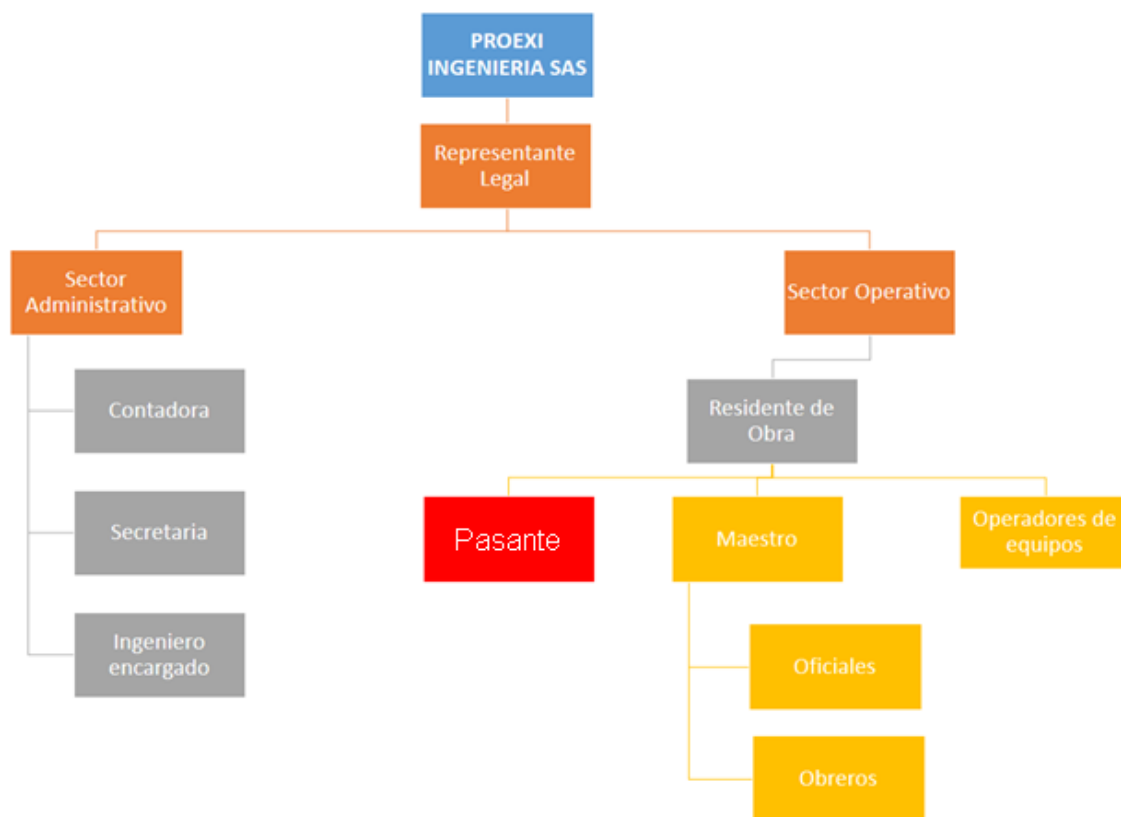 PROEXI
INGENIERIA SAS
Representante
Legal
Sector
Administrativo
Sector Operativo
Contadora
Residente de
Obra
Secretaria
Pasante
Maestro
Operadores de
equipos
Ingeniero
encargado
Oficiales
Obreros